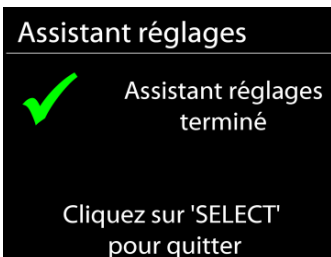 Assistant réglages
Assistant réglages
terminé
Cliquez sur 'SELECT'
pour quitter